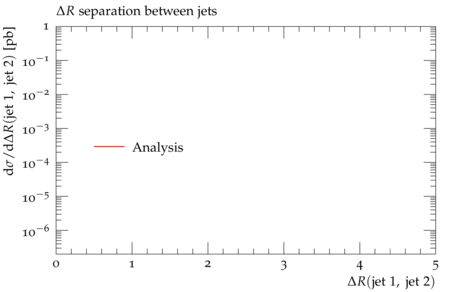 ΔR separation between jets
dσ/dΔR(jet 1, jet 2) [pb]
1
10⁻¹
10⁻²
10⁻³
10⁻⁴
10⁻⁵
10⁻⁶
Analysis
0 1 2 3 4 5
ΔR(jet 1, jet 2)